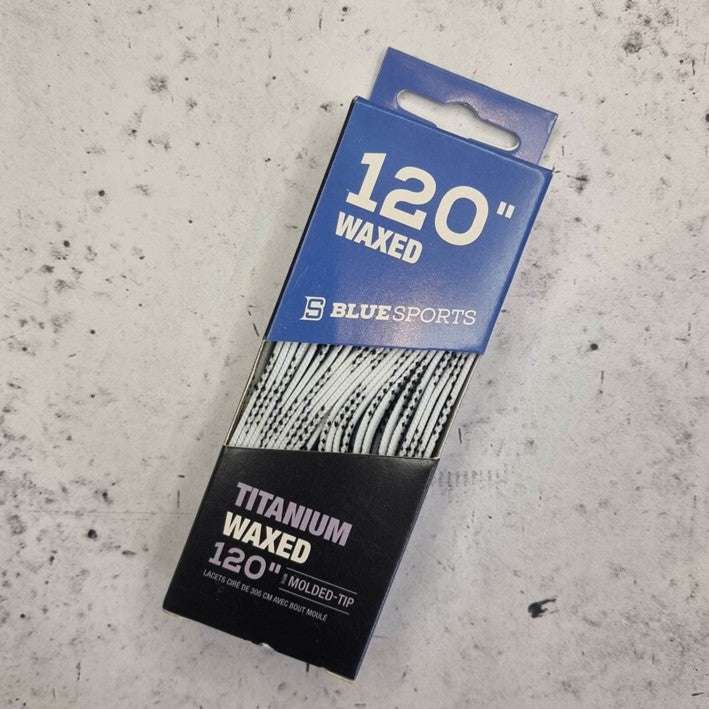 120"
WAXED
BLUESPORTS
TITANIUM
WAXED
120"
MOLDED-TIP
LACETS CIRÉ DE 305 CM AVEC BOUT MOULÉ